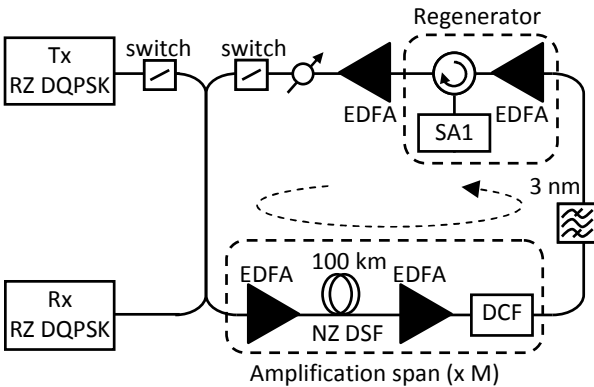 Regenerator
Tx
RZ DQPSK
switch
switch
EDFA
SA1
EDFA
3 nm
100 km
EDFA
EDFA
NZ DSF
DCF
Rx
RZ DQPSK
Amplification span (x M)